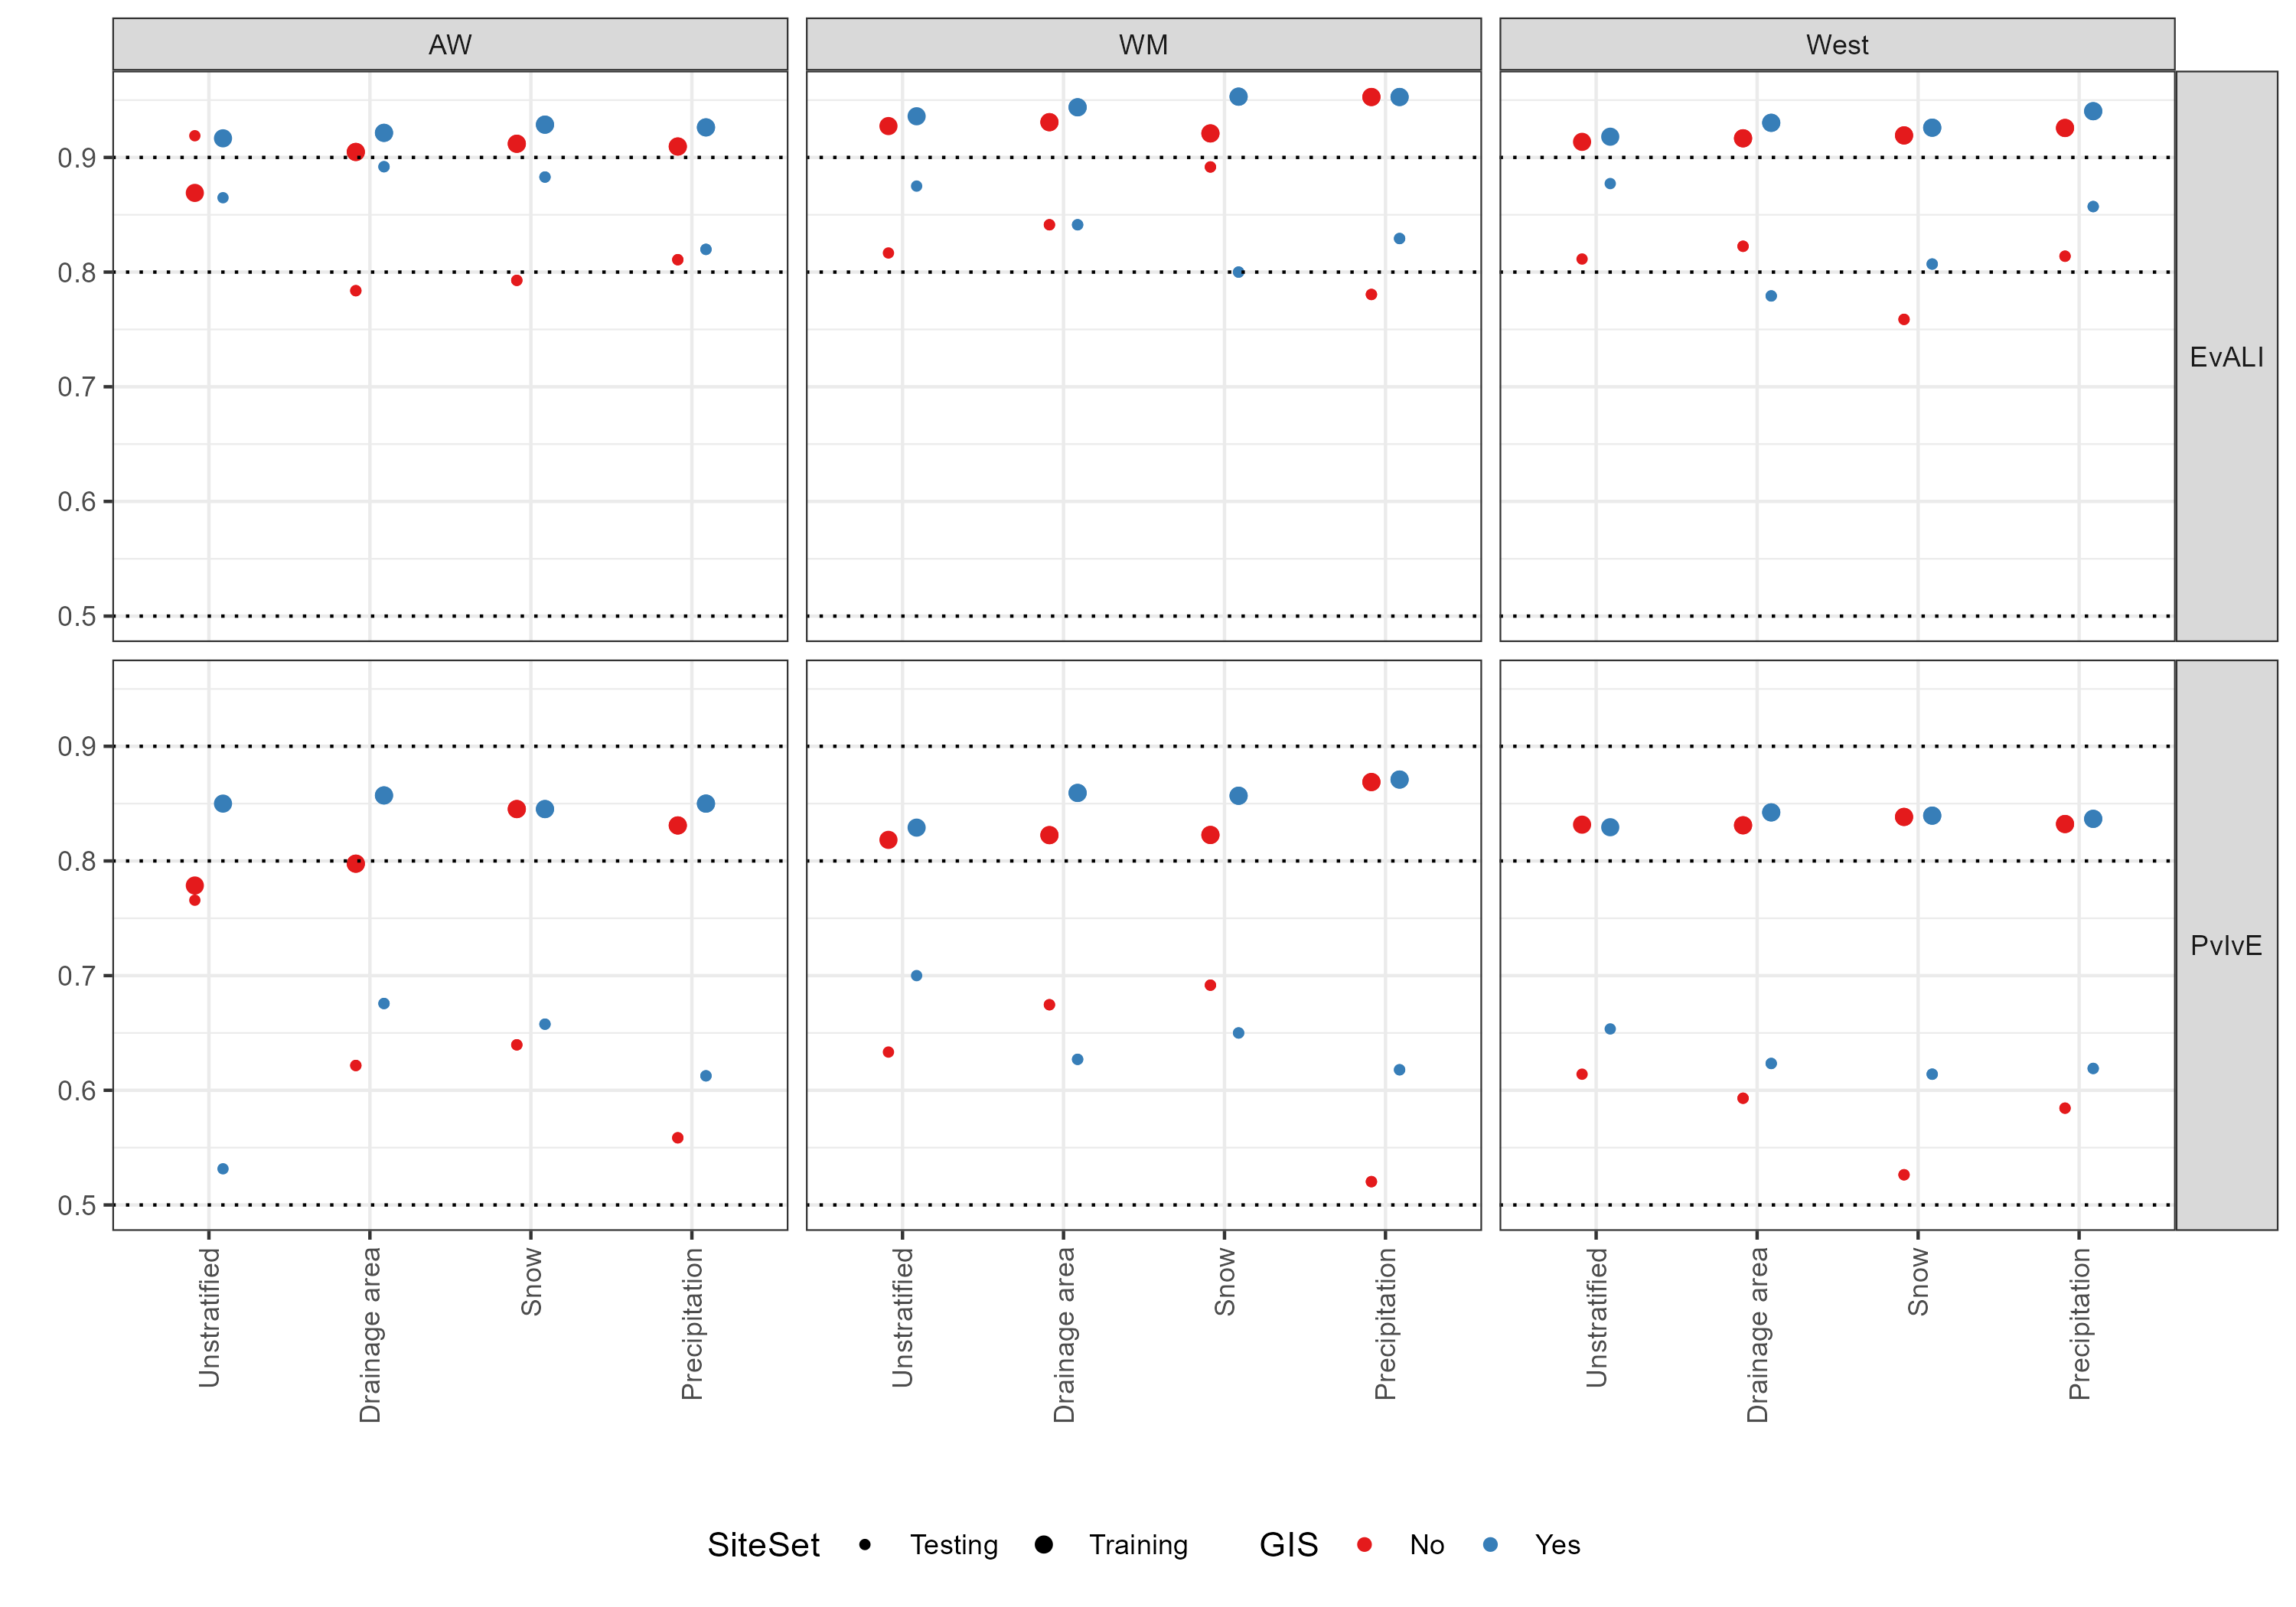 AW WM West
0.9
0.8
0.7
0.6
0.5
EvALI
0.9
0.8
0.7
0.6
0.5
PvIvE
Unstratified Drainage area Snow Precipitation Unstratified Drainage area Snow Precipitation Unstratified Drainage area Snow Precipitation
SiteSet Testing Training GIS No Yes